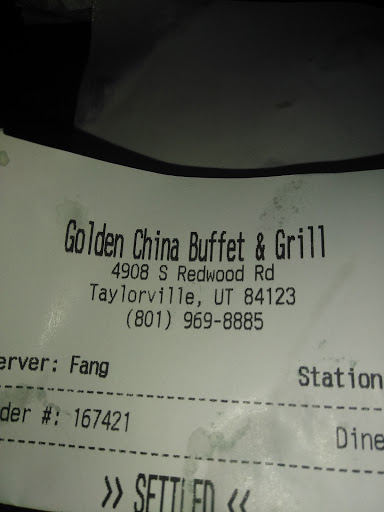 Golden China Buffet & Grill
4908 S Redwood Rd
Taylorville, UT 84123
(801) 969-8885
erver: Fang Station
der #: 167421 Dine
>> SETTLED <<